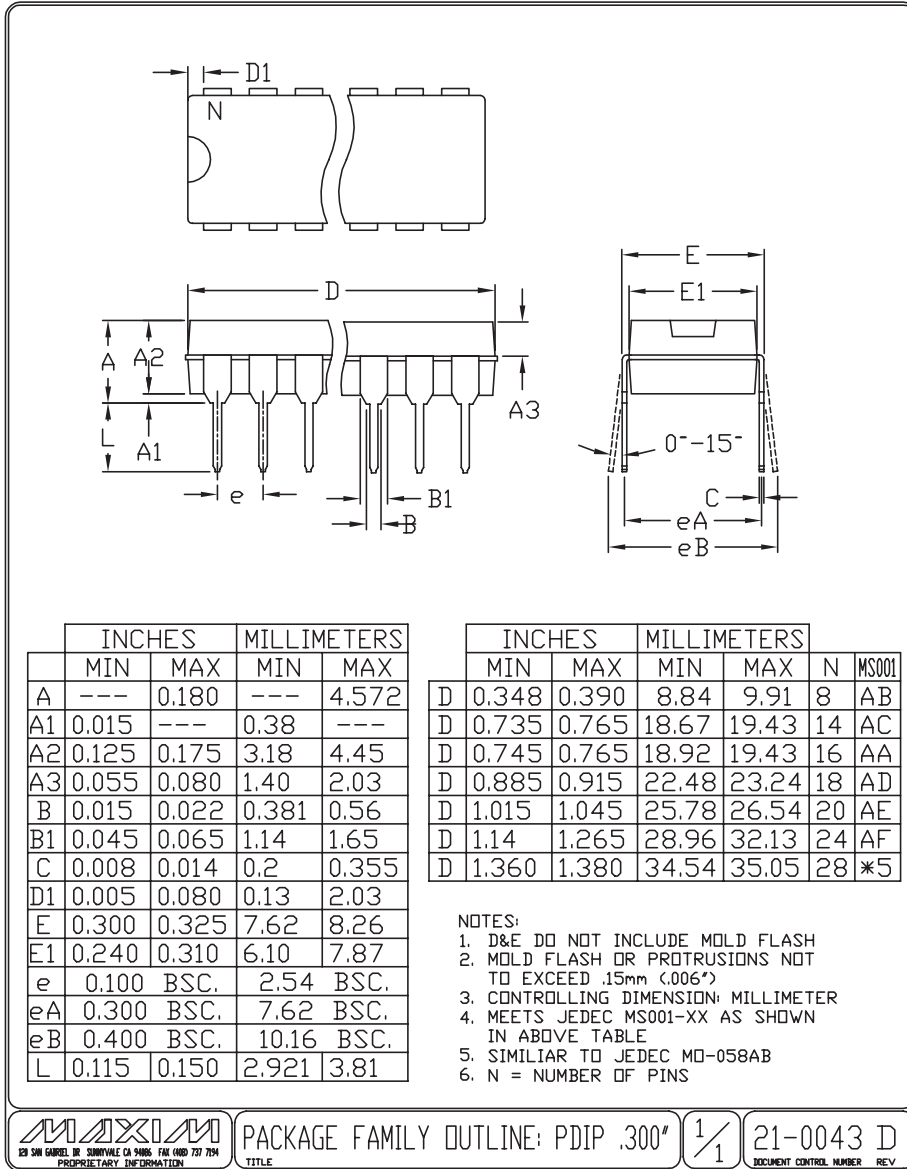 D1
N
D
E
E1
A
A2
A3
L
A1
0°-15°
e
B1
B
C
eA
eB
INCHES MILLIMETERS
MIN MAX MIN MAX
A --- 0.180 --- 4.572
A1 0.015 --- 0.38 ---
A2 0.125 0.175 3.18 4.45
A3 0.055 0.080 1.40 2.03
B 0.015 0.022 0.381 0.56
B1 0.045 0.065 1.14 1.65
C 0.008 0.014 0.2 0.355
D1 0.005 0.080 0.13 2.03
E 0.300 0.325 7.62 8.26
E1 0.240 0.310 6.10 7.87
e 0.100 BSC. 2.54 BSC.
eA 0.300 BSC. 7.62 BSC.
eB 0.400 BSC. 10.16 BSC.
L 0.115 0.150 2.921 3.81
INCHES MILLIMETERS
MIN MAX MIN MAX N MS001
D 0.348 0.390 8.84 9.91 8 AB
D 0.735 0.765 18.67 19.43 14 AC
D 0.745 0.765 18.92 19.43 16 AA
D 0.885 0.915 22.48 23.24 18 AD
D 1.015 1.045 25.78 26.54 20 AE
D 1.14 1.265 28.96 32.13 24 AF
D 1.360 1.380 34.54 35.05 28 *5
NOTES:
1. D&E DO NOT INCLUDE MOLD FLASH
2. MOLD FLASH OR PROTRUSIONS NOT
TO EXCEED .15mm (.006")
3. CONTROLLING DIMENSION: MILLIMETER
4. MEETS JEDEC MS001-XX AS SHOWN
IN ABOVE TABLE
5. SIMILIAR TO JEDEC MO-058AB
6. N = NUMBER OF PINS
MAXIM
120 SAN GABRIEL DR SUNNYVALE CA 94086 FAX (408) 737 7194
PROPRIETARY INFORMATION
PACKAGE FAMILY OUTLINE: PDIP .300"
TITLE
1/1
21-0043 D
DOCUMENT CONTROL NUMBER REV